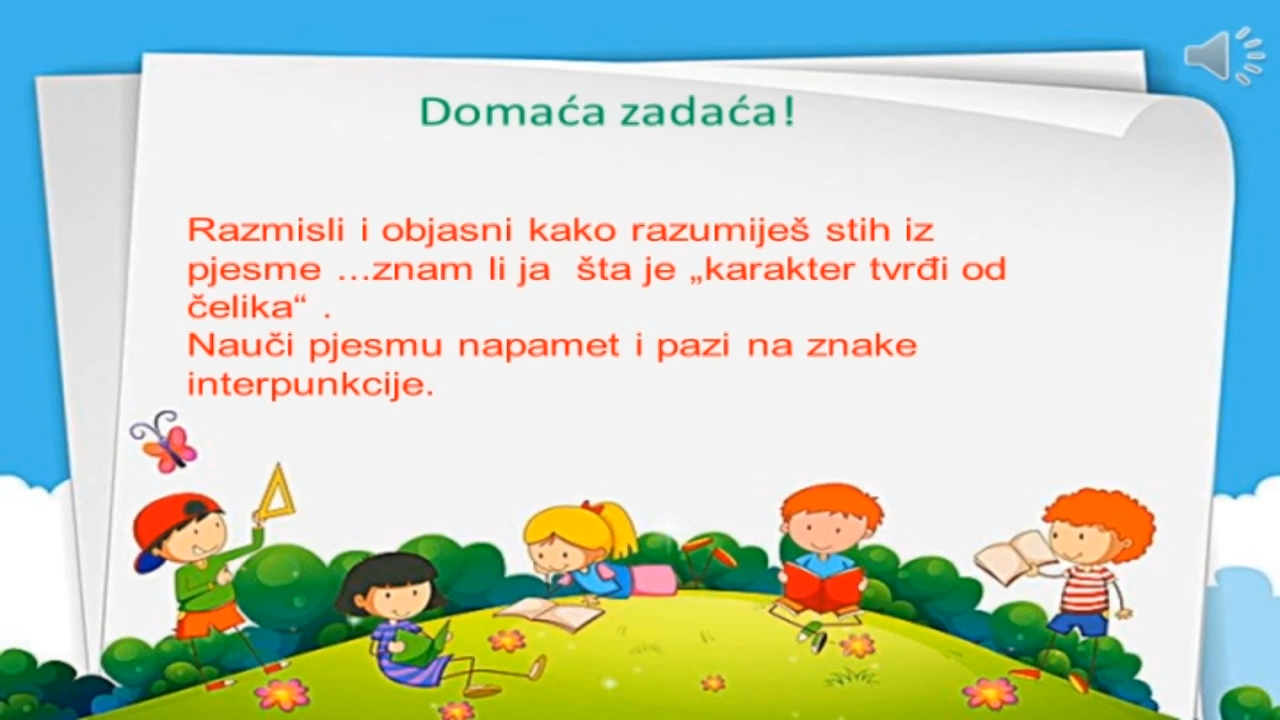 Domaća zadaća!
Razmisli i objasni kako razumiješ stih iz
pjesme ...znam li ja  šta je „karakter tvrđi od
čelika“ .
Nauči pjesmu napamet i pazi na znake
interpunkcije.